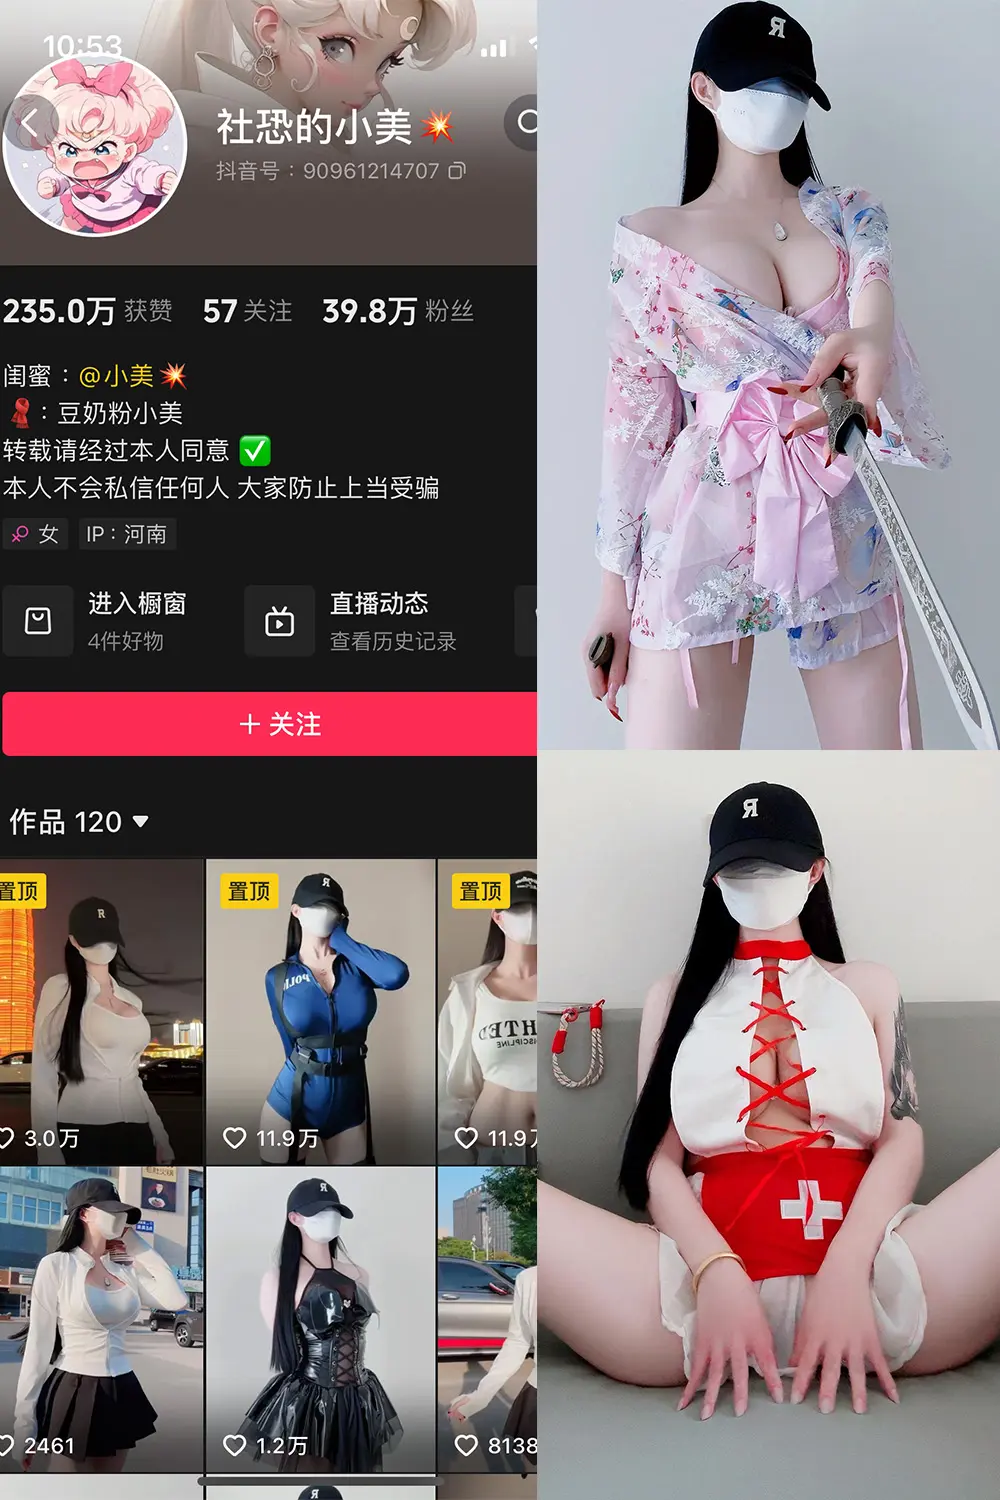 10:53
社恐的小美💥
抖音号：90961214707
235.0万 获赞 57 关注 39.8万 粉丝
闺蜜：@小美💥
🧣：豆奶粉小美
转载请经过本人同意 ✅
本人不会私信任何人 大家防止上当受骗
♀ 女 IP：河南
进入橱窗
4件好物
直播动态
查看历史记录
+ 关注
作品 120 ▼
置顶
置顶
置顶
R
R
POLI
HTED
DISCIPLINE
3.0万
11.9万
11.9
R
2461
1.2万
8138
R
R
R